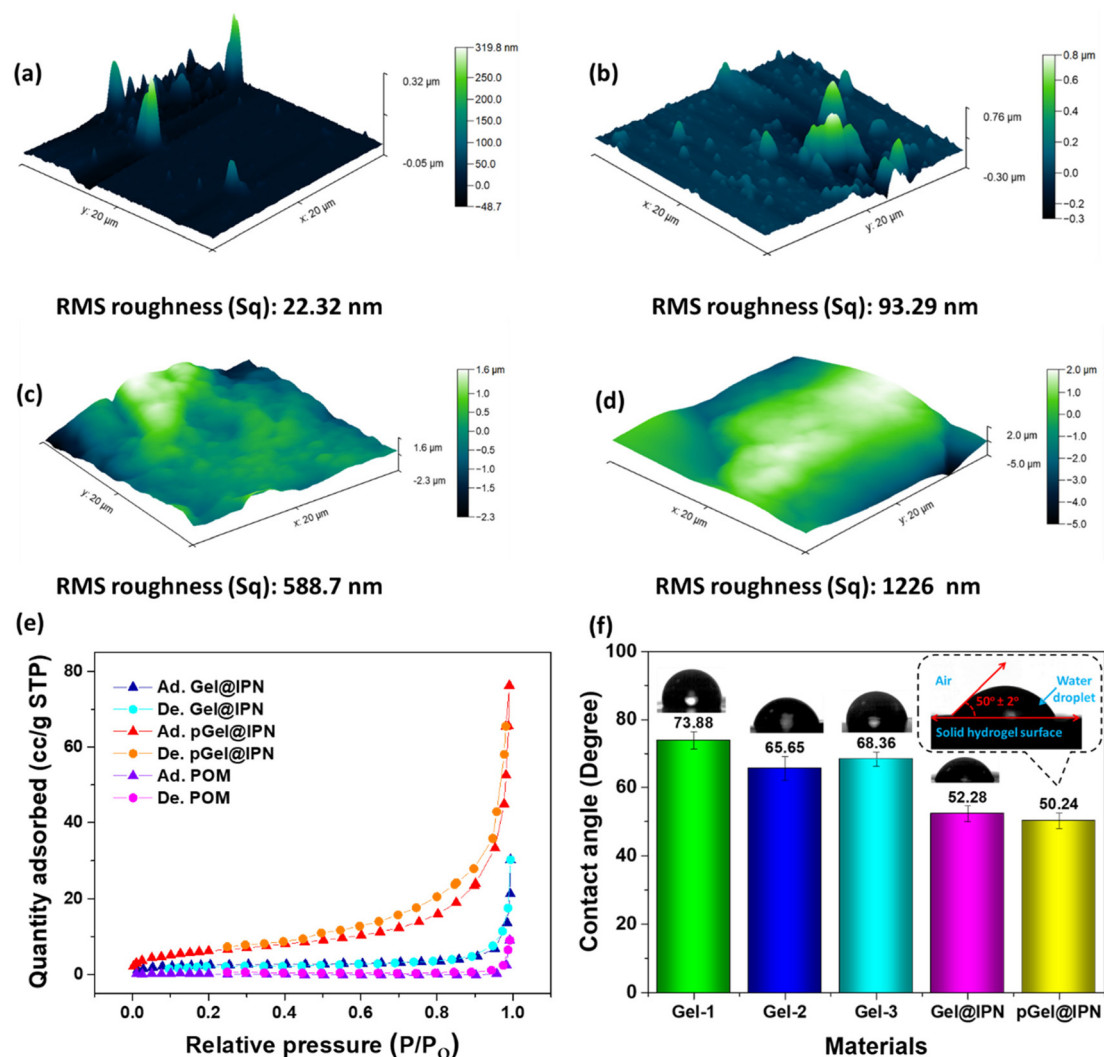 (a)
319.8 nm
250.0
200.0
150.0
100.0
50.0
0.0
−48.7
0.32 µm
-0.05 µm
y: 20 µm
x: 20 µm
RMS roughness (Sq): 22.32 nm
(b)
0.8 µm
0.6
0.4
0.2
0.0
−0.2
−0.3
0.76 µm
-0.30 µm
x: 20 µm
y: 20 µm
RMS roughness (Sq): 93.29 nm
(c)
1.6 µm
1.0
0.5
0.0
−0.5
−1.0
−1.5
−2.3
1.6 µm
-2.3 µm
y: 20 µm
x: 20 µm
RMS roughness (Sq): 588.7 nm
(d)
2.0 µm
1.0
0.0
−1.0
−2.0
−3.0
−4.0
−5.0
2.0 µm
-5.0 µm
x: 20 µm
y: 20 µm
RMS roughness (Sq): 1226 nm
(e)
Quantity adsorbed (cc/g STP)
80
60
40
20
0
Ad. Gel@IPN
De. Gel@IPN
Ad. pGel@IPN
De. pGel@IPN
Ad. POM
De. POM
0.0 0.2 0.4 0.6 0.8 1.0
Relative pressure (P/PO)
(f)
Contact angle (Degree)
100
80
60
40
20
0
73.88
65.65
68.36
52.28
50.24
Air
Water
droplet
50° ± 2°
Solid hydrogel surface
Gel-1 Gel-2 Gel-3 Gel@IPN pGel@IPN
Materials